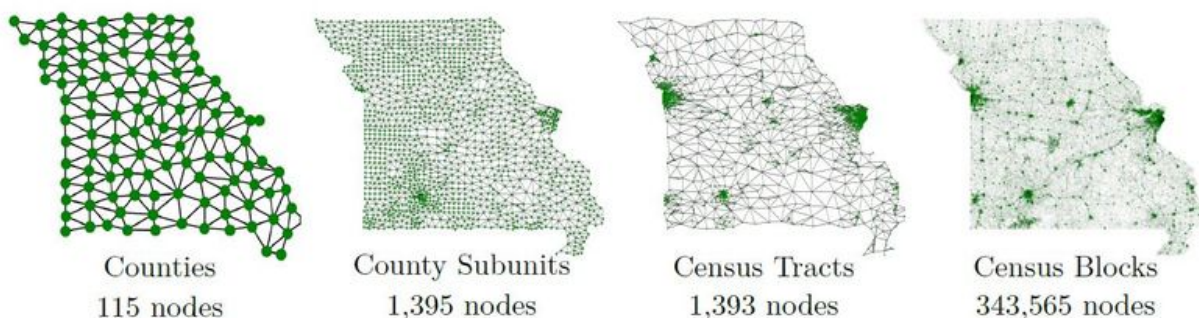 Counties
115 nodes
County Subunits
1,395 nodes
Census Tracts
1,393 nodes
Census Blocks
343,565 nodes